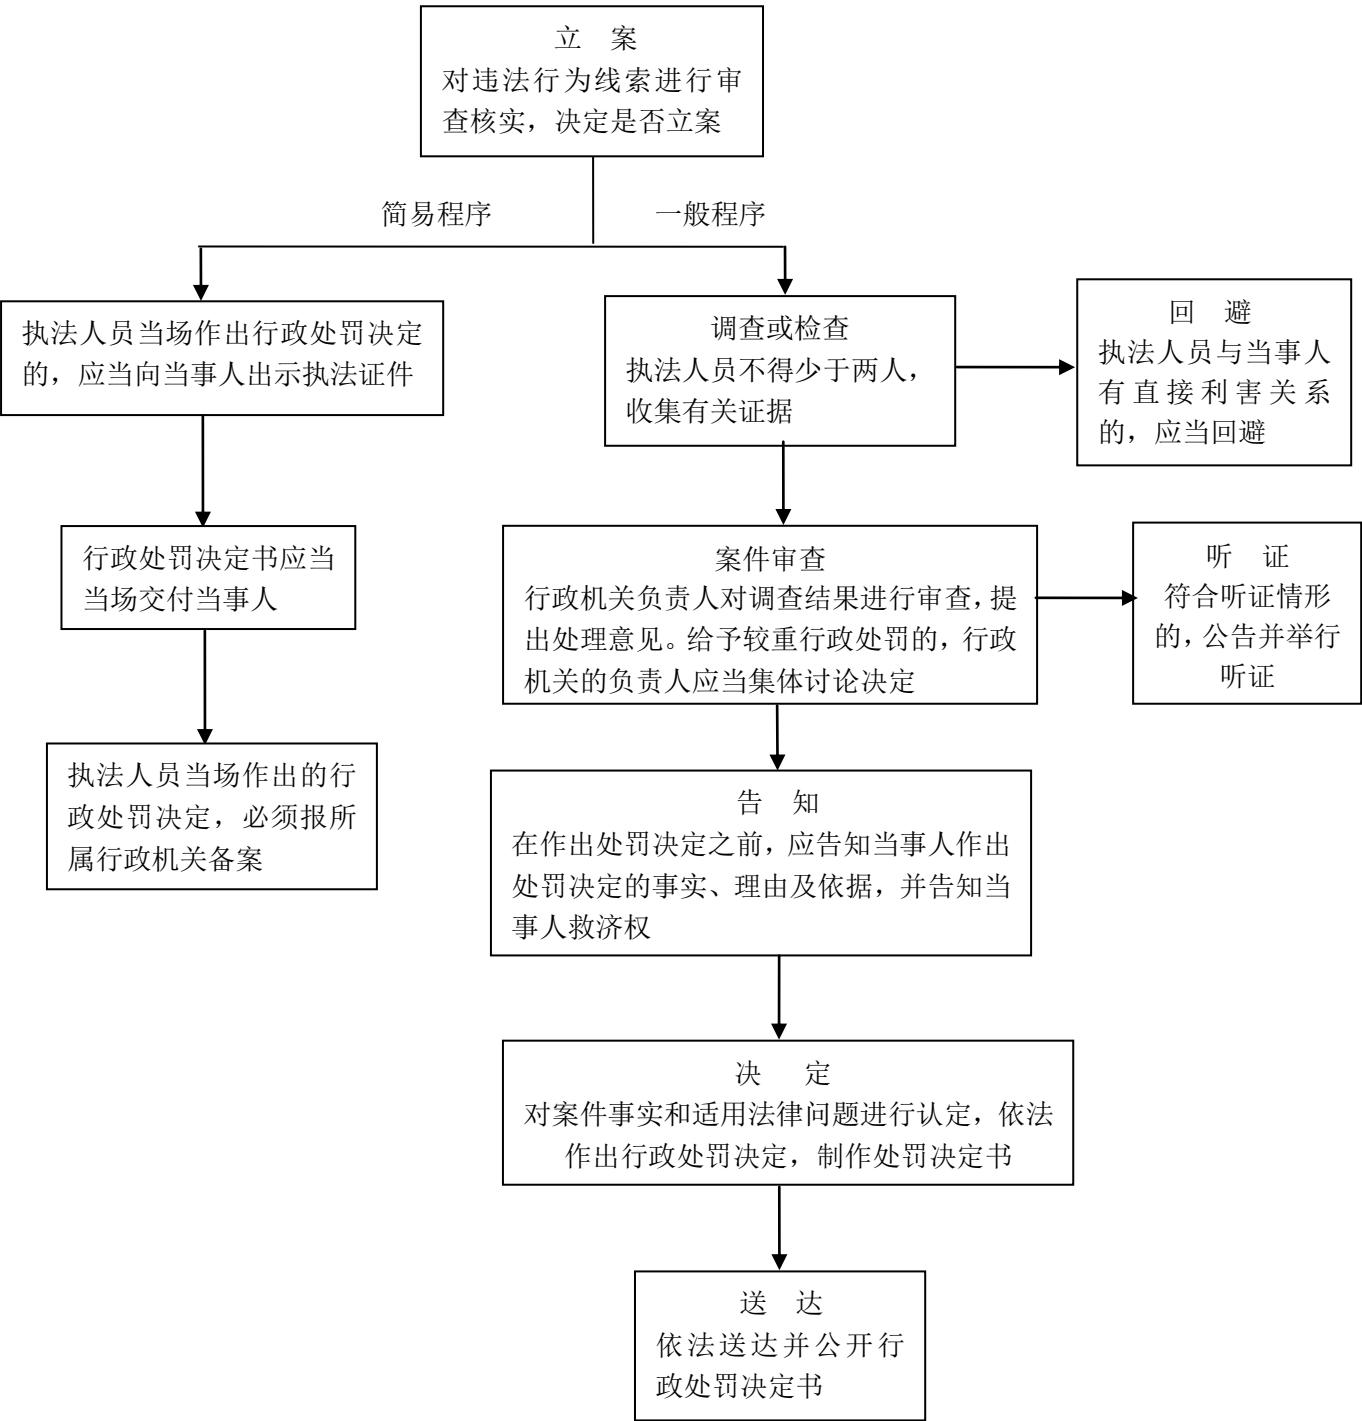 立 案
对违法行为线索进行审
查核实，决定是否立案
简易程序
一般程序
执法人员当场作出行政处罚决定
的，应当向当事人出示执法证件
调查或检查
执法人员不得少于两人，
收集有关证据
回 避
执法人员与当事人
有直接利害关系
的，应当回避
行政处罚决定书应当
当场交付当事人
案件审查
行政机关负责人对调查结果进行审查，提
出处理意见。给予较重行政处罚的，行政
机关的负责人应当集体讨论决定
听 证
符合听证情形
的，公告并举行
听证
执法人员当场作出的行
政处罚决定，必须报所
属行政机关备案
告 知
在作出处罚决定之前，应告知当事人作出
处罚决定的事实、理由及依据，并告知当
事人救济权
决 定
对案件事实和适用法律问题进行认定，依法
作出行政处罚决定，制作处罚决定书
送 达
依法送达并公开行
政处罚决定书